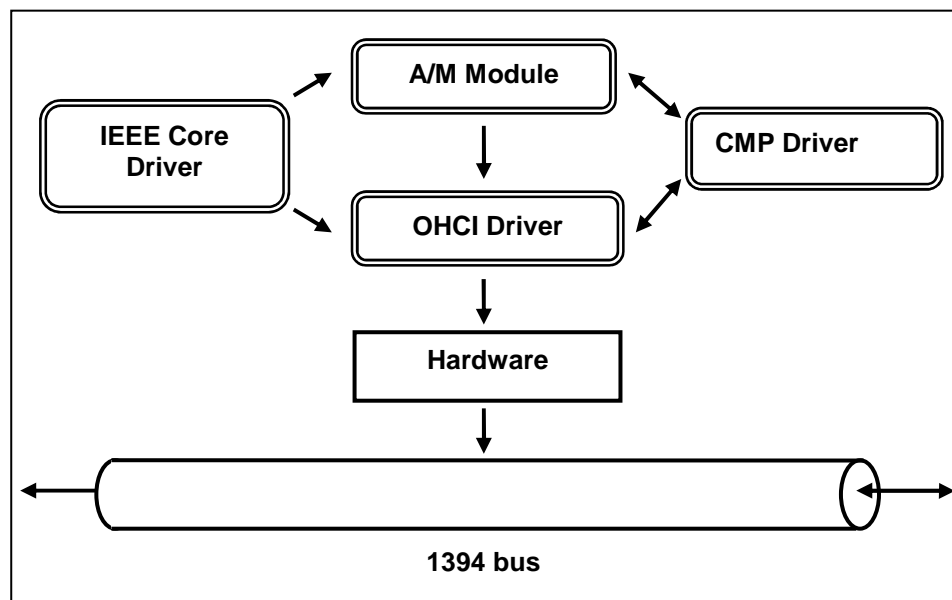 A/M Module
IEEE Core
Driver
CMP Driver
OHCI Driver
Hardware
1394 bus